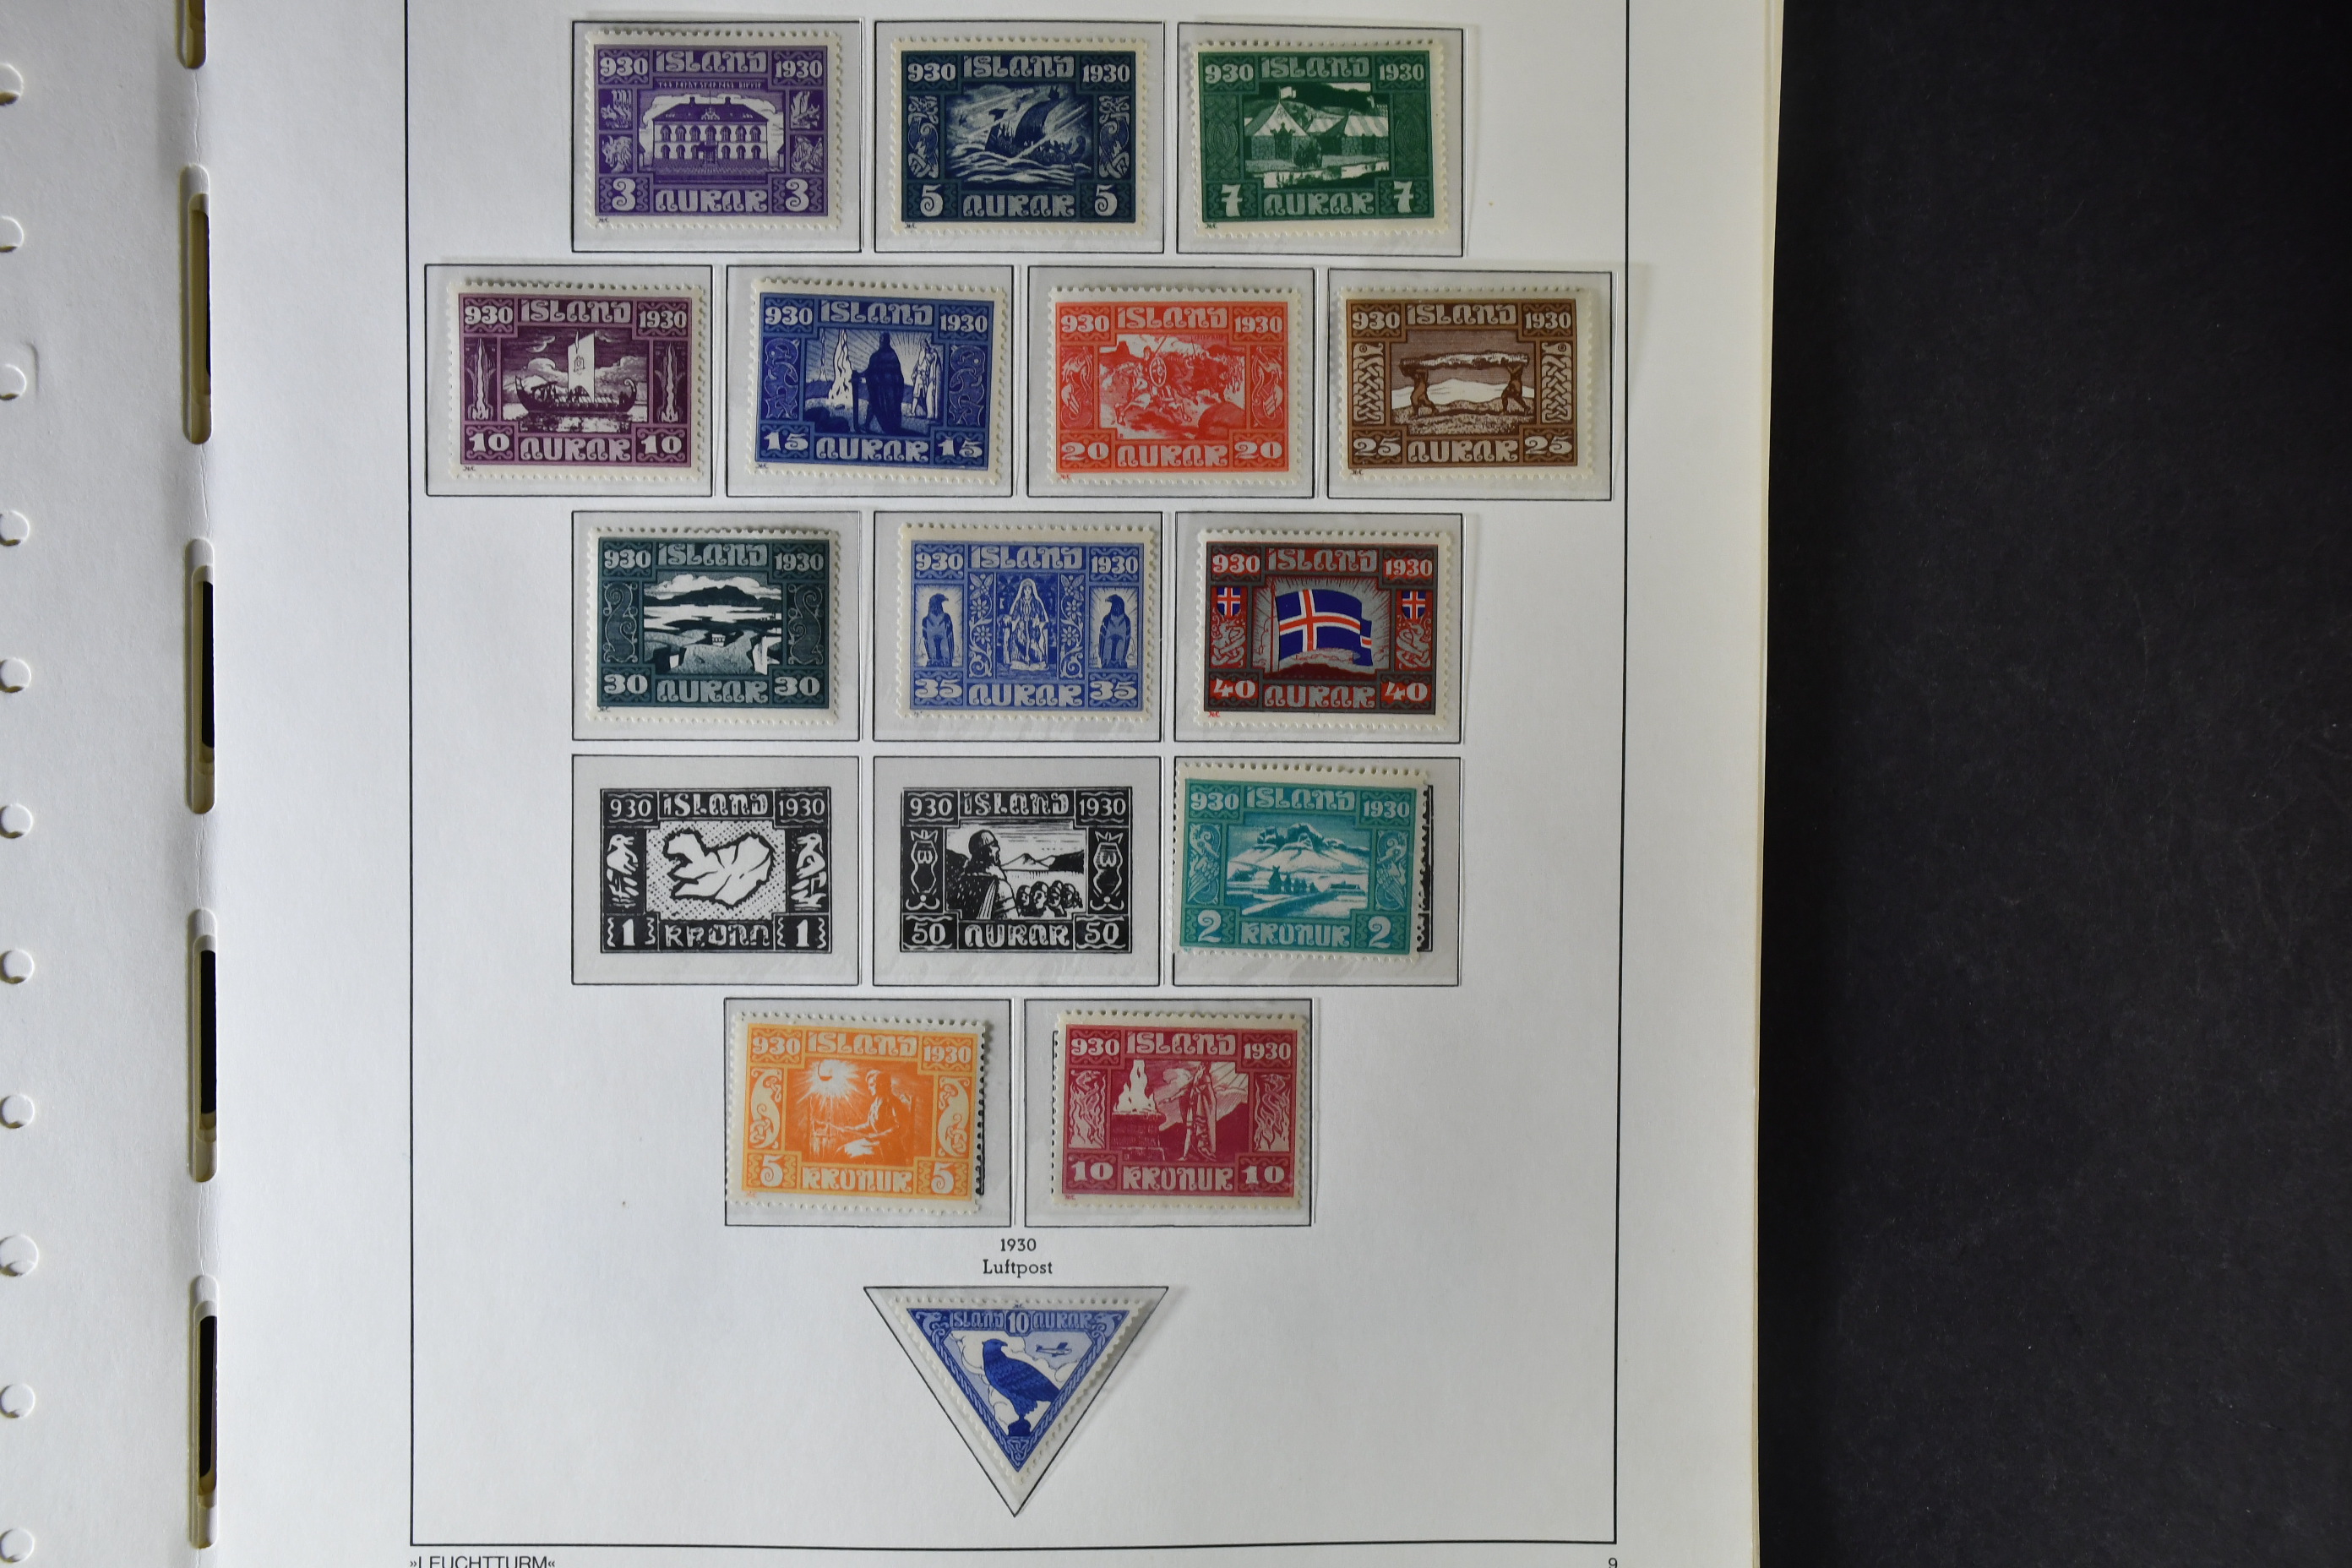 930 ISLAND 1930
3 AURAR 3
930 ISLAND 1930
5 AURAR 5
930 ISLAND 1930
7 AURAR 7
930 ISLAND 1930
10 AURAR 10
930 ISLAND 1930
15 AURAR 15
930 ISLAND 1930
20 AURAR 20
930 ISLAND 1930
25 AURAR 25
930 ISLAND 1930
30 AURAR 30
930 ISLAND 1930
35 AURAR 35
930 ISLAND 1930
40 AURAR 40
930 ISLAND 1930
1 KRONA 1
930 ISLAND 1930
50 AURAR 50
930 ISLAND 1930
2 KRONUR 2
930 ISLAND 1930
5 KRONUR 5
930 ISLAND 1930
10 KRONUR 10
1930
Luftpost
ISLAND 10 AURAR
»LEUCHTTURM«
9